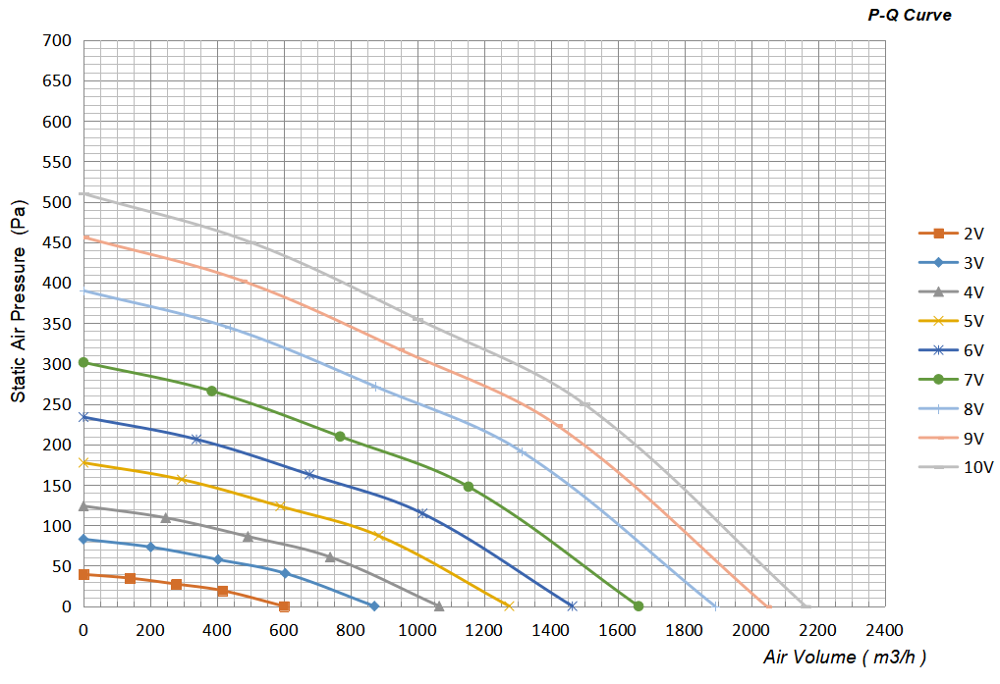 P-Q Curve
Static Air Pressure (Pa)
700
650
600
550
500
450
400
350
300
250
200
150
100
50
0
0 200 400 600 800 1000 1200 1400 1600 1800 2000 2200 2400
Air Volume ( m3/h )
2V
3V
4V
5V
6V
7V
8V
9V
10V